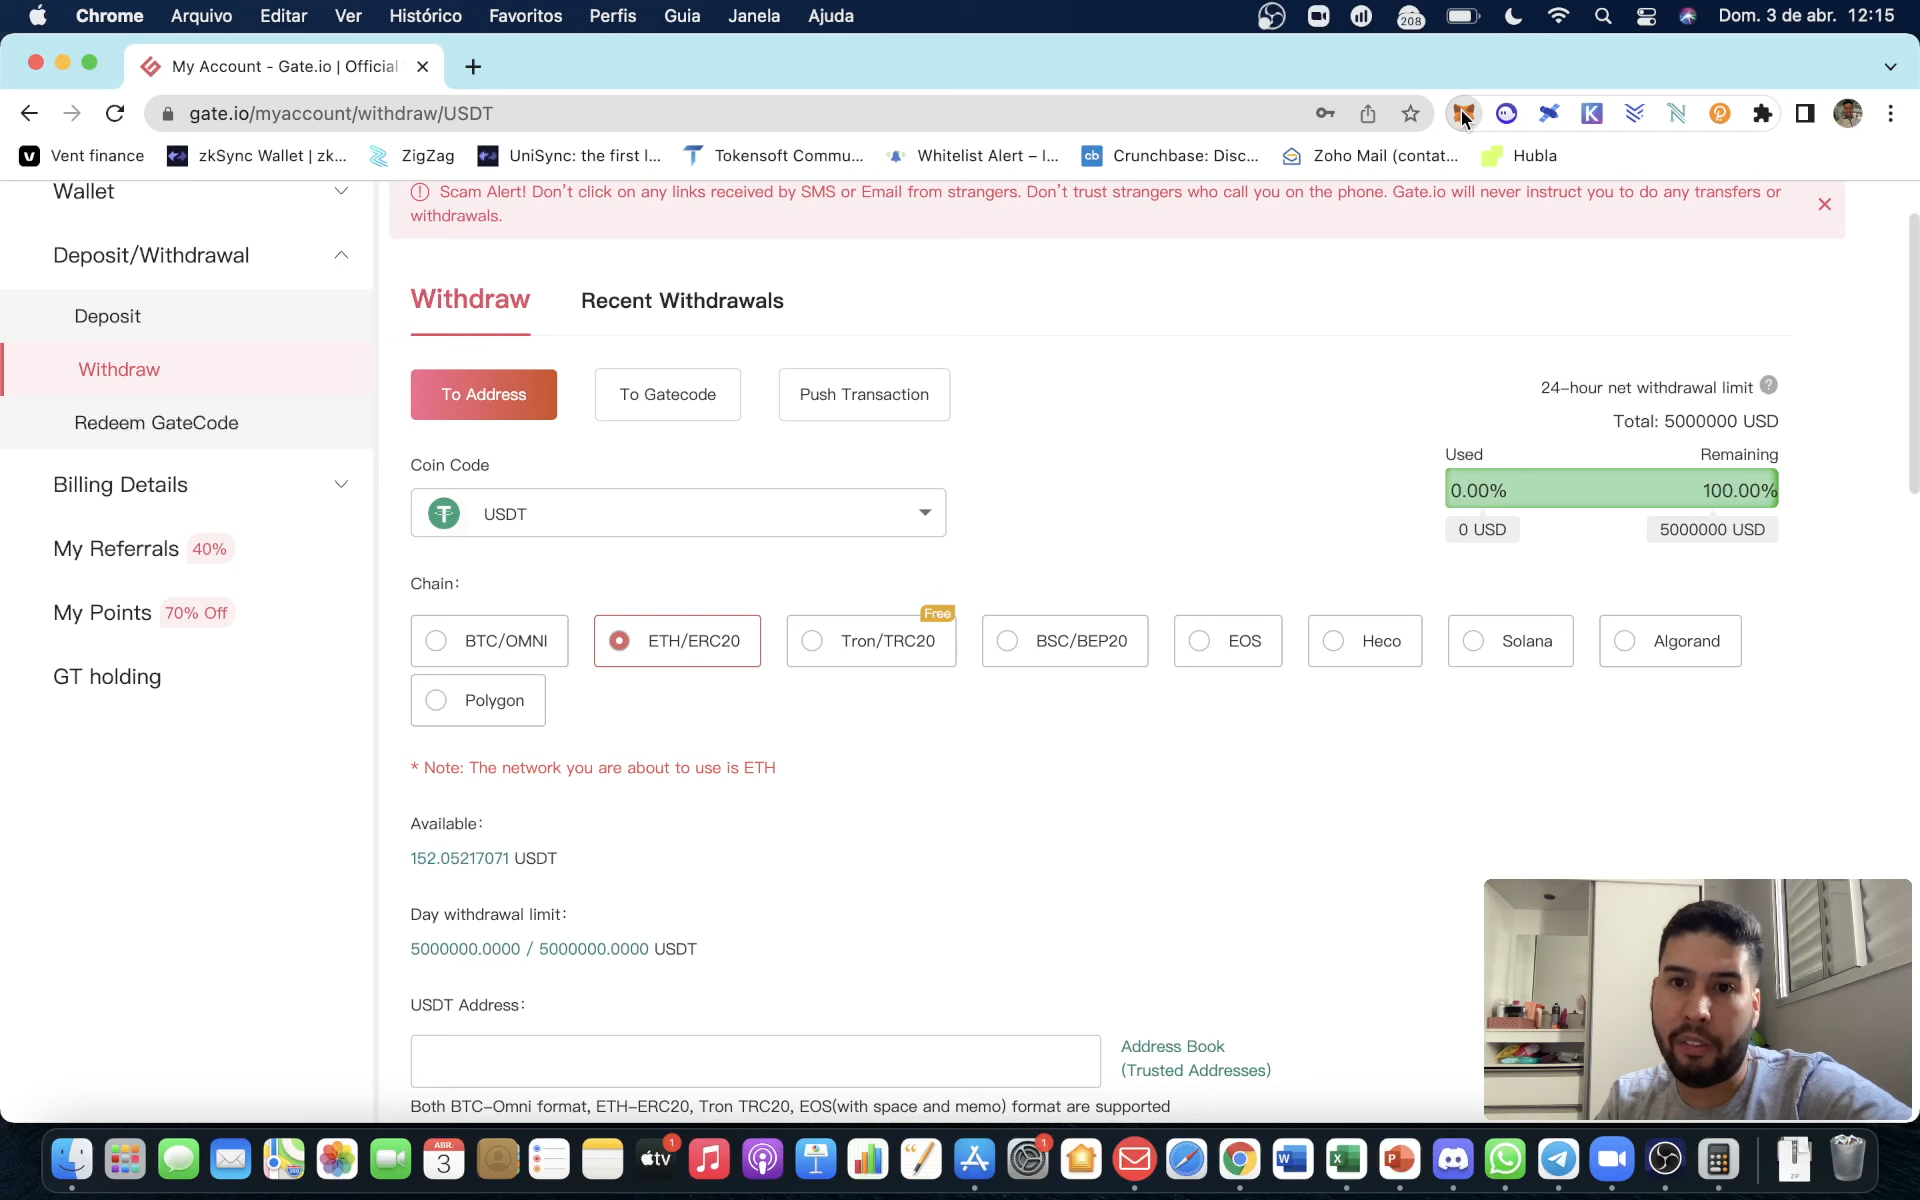 Chrome Arquivo Editar Ver Histórico Favoritos Perfis Guia Janela Ajuda 208 Dom. 3 de abr. 12:15
My Account - Gate.io | Official
gate.io/myaccount/withdraw/USDT
Vent finance zkSync Wallet | zk... ZigZag UniSync: the first l... Tokensoft Commu... Whitelist Alert – I... cb Crunchbase: Disc... Zoho Mail (contat... Hubla
Wallet
Deposit/Withdrawal
Deposit
Withdraw
Redeem GateCode
Billing Details
My Referrals 40%
My Points 70% Off
GT holding
Scam Alert! Don't click on any links received by SMS or Email from strangers. Don't trust strangers who call you on the phone. Gate.io will never instruct you to do any transfers or
withdrawals.
Withdraw Recent Withdrawals
To Address To Gatecode Push Transaction
24-hour net withdrawal limit ?
Total: 5000000 USD
Used Remaining
0.00% 100.00%
0 USD 5000000 USD
Coin Code
USDT
Chain:
BTC/OMNI ETH/ERC20 Tron/TRC20 Free BSC/BEP20 EOS Heco Solana Algorand
Polygon
* Note: The network you are about to use is ETH
Available:
152.05217071 USDT
Day withdrawal limit:
5000000.0000 / 5000000.0000 USDT
USDT Address:
Address Book
(Trusted Addresses)
Both BTC-Omni format, ETH-ERC20, Tron TRC20, EOS(with space and memo) format are supported
ABR. 3 tv 1 1 W X P ZIP